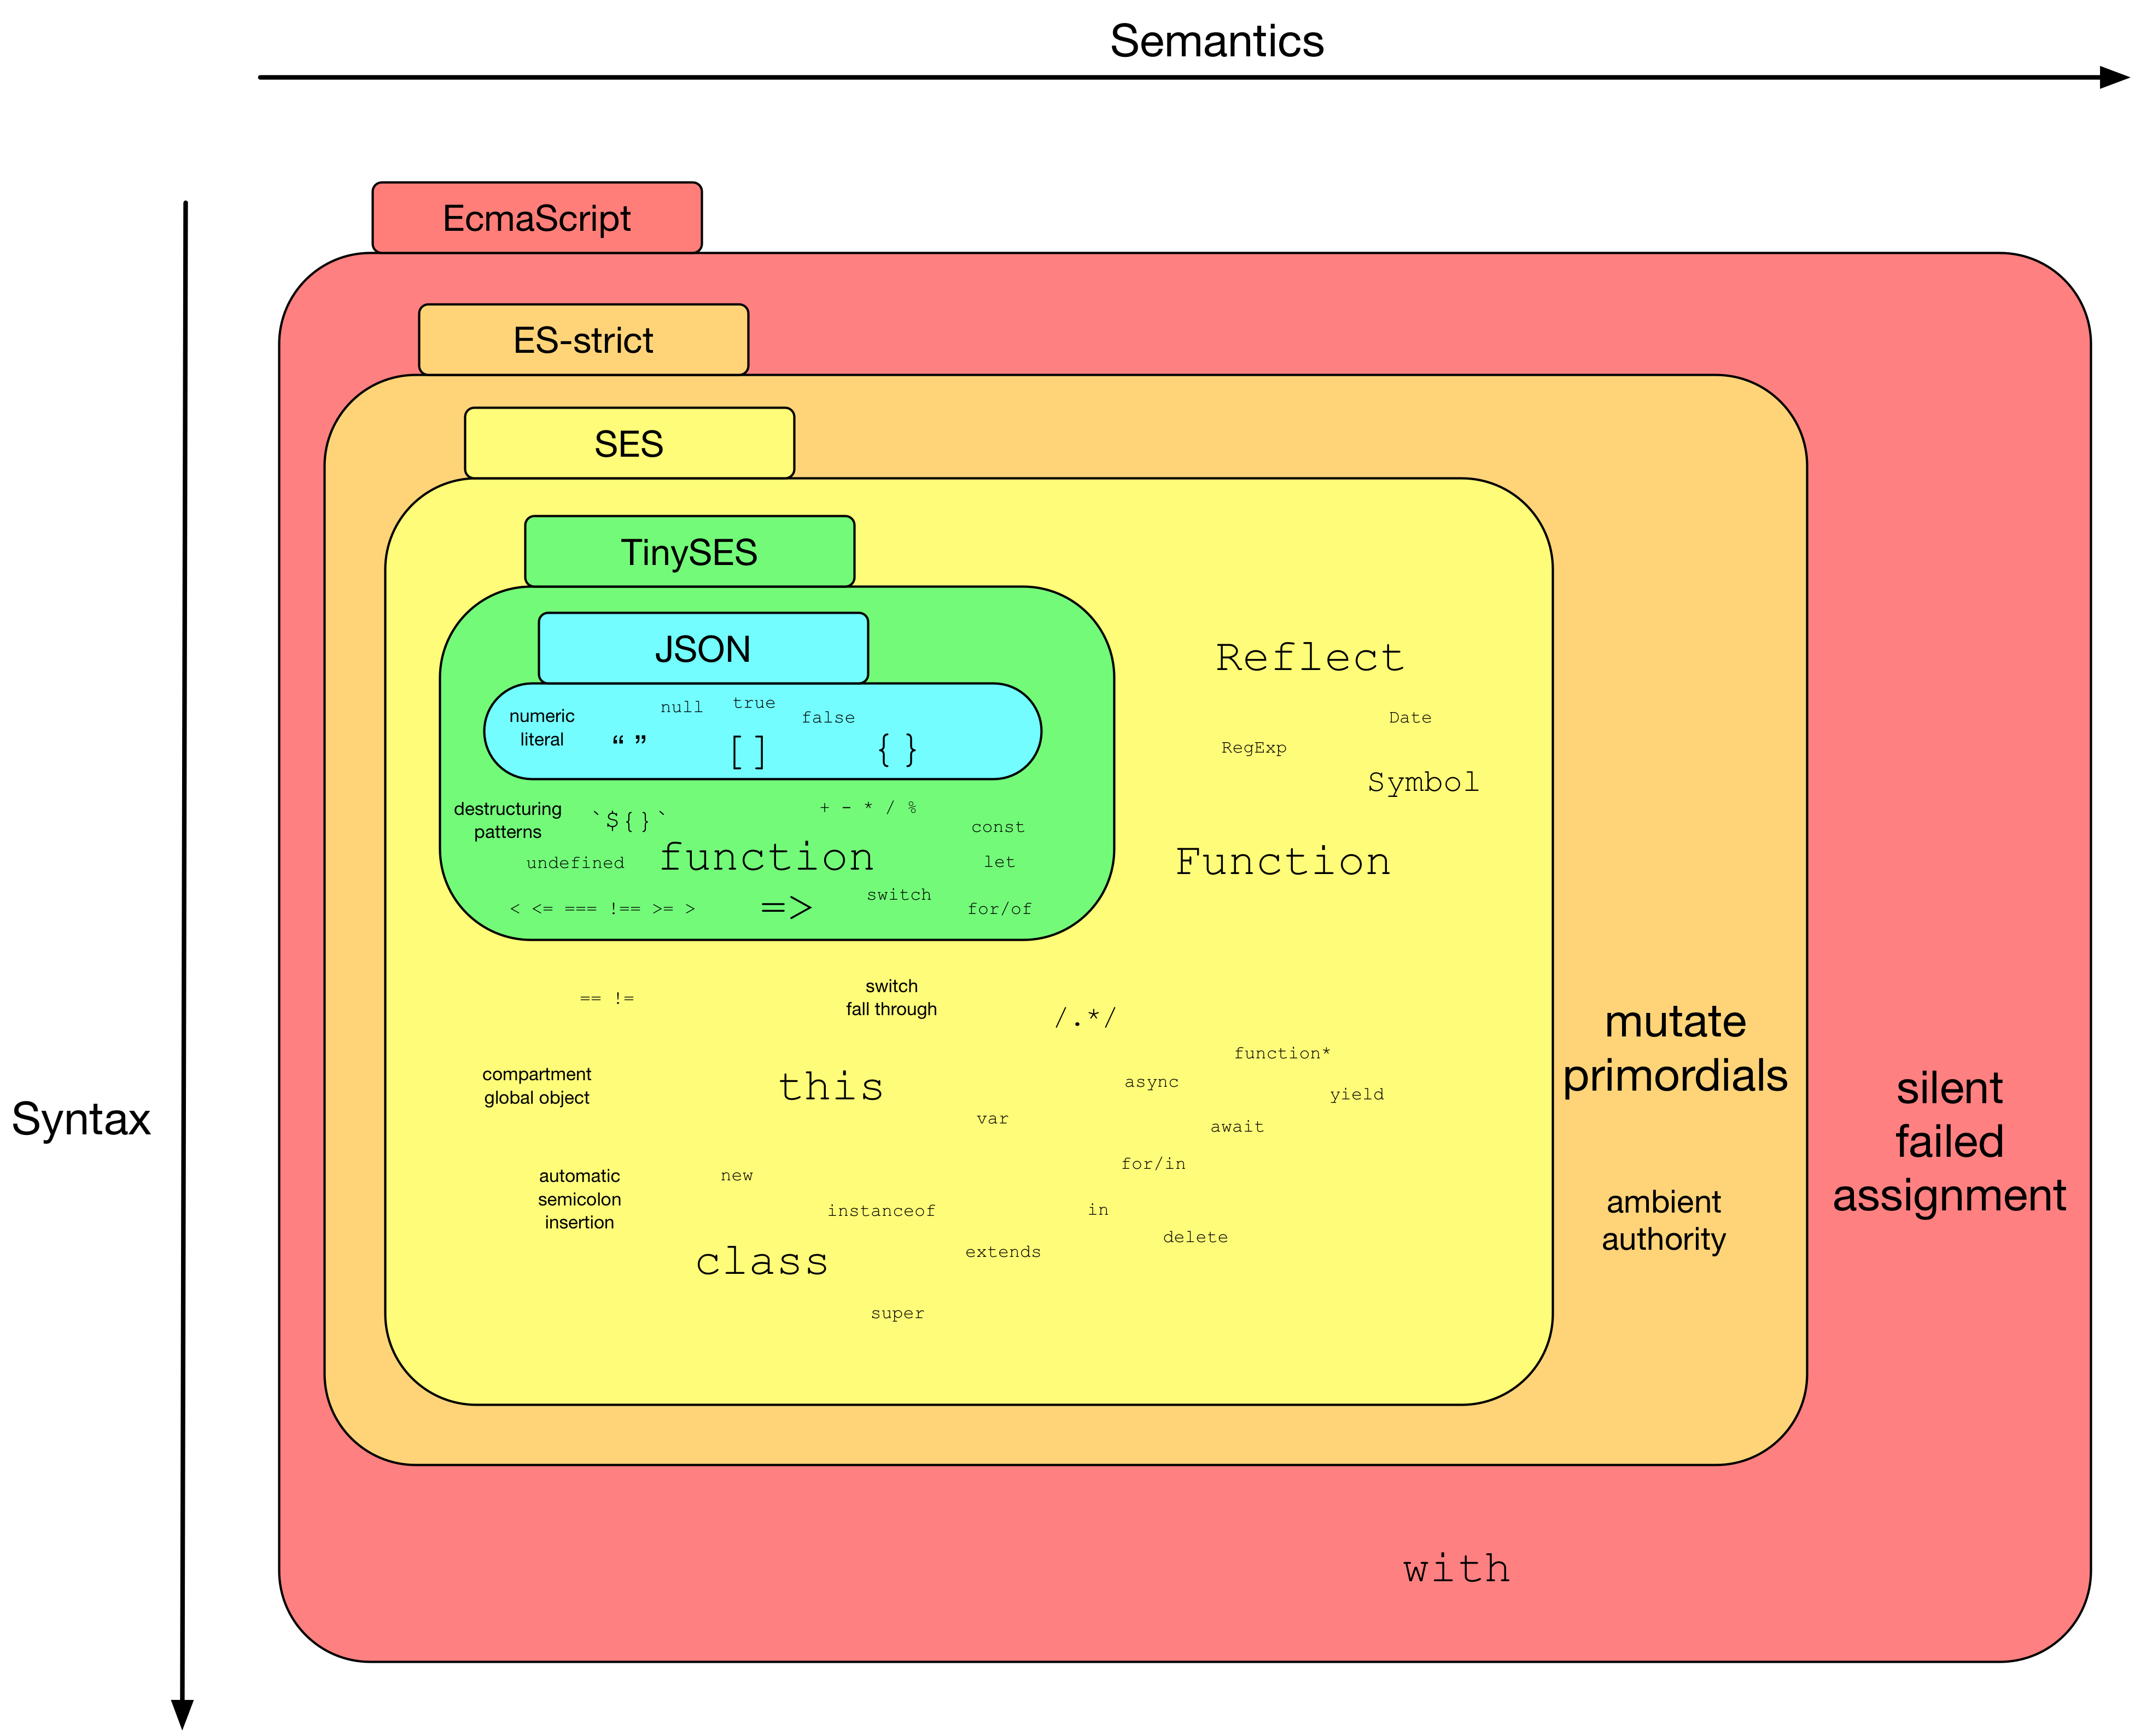 Semantics
EcmaScript
ES-strict
SES
TinySES
JSON
numeric
literal
null
true
false
“ ”
[ ]
{ }
destructuring
patterns
`${}`
+ - * / %
const
undefined
function
let
switch
< <= === !== >= >
=>
for/of
Reflect
Date
RegExp
Symbol
Function
== !=
switch
fall through
/.*/
compartment
global object
this
var
function*
async
yield
await
for/in
automatic
semicolon
insertion
new
instanceof
in
delete
class
extends
super
mutate
primordials
ambient
authority
silent
failed
assignment
Syntax
with